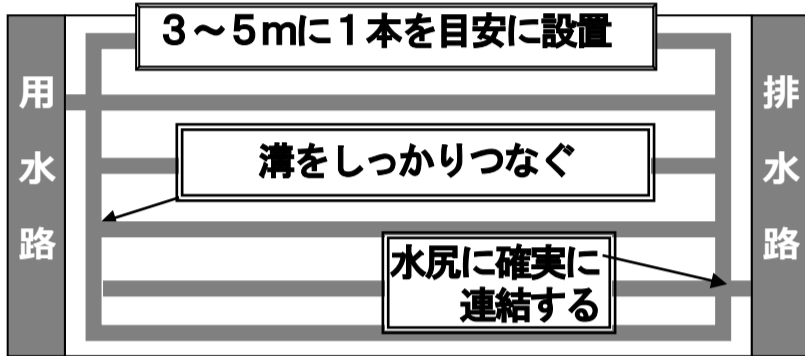 ３～５ｍに１本を目安に設置
用水路
排水路
溝をしっかりつなぐ
水尻に確実に
連結する